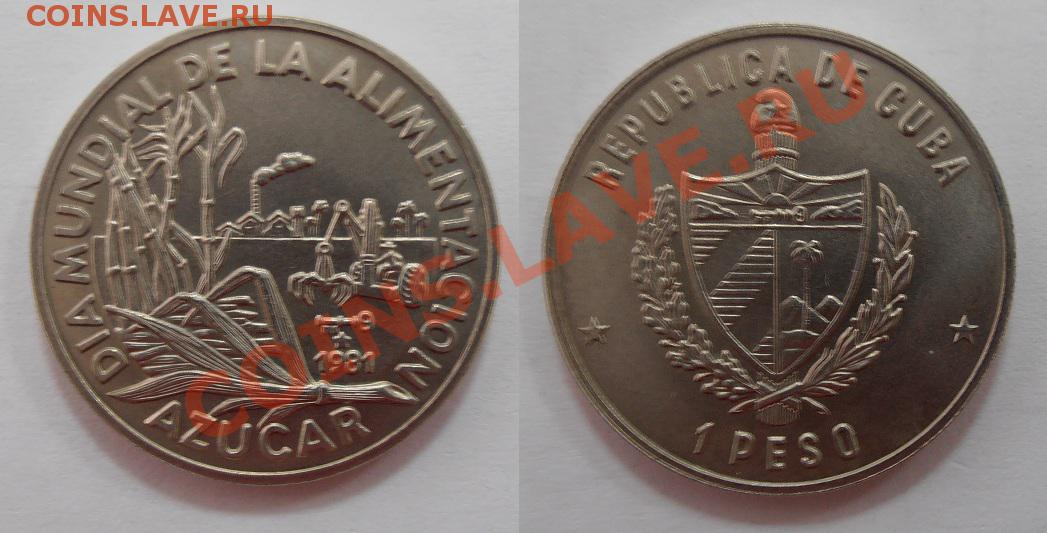 COINS.LAVE.RU
DIA MUNDIAL DE LA ALIMENTACION
1981
AZUCAR
COINS.LAVE.RU
REPUBLICA DE CUBA
1 PESO